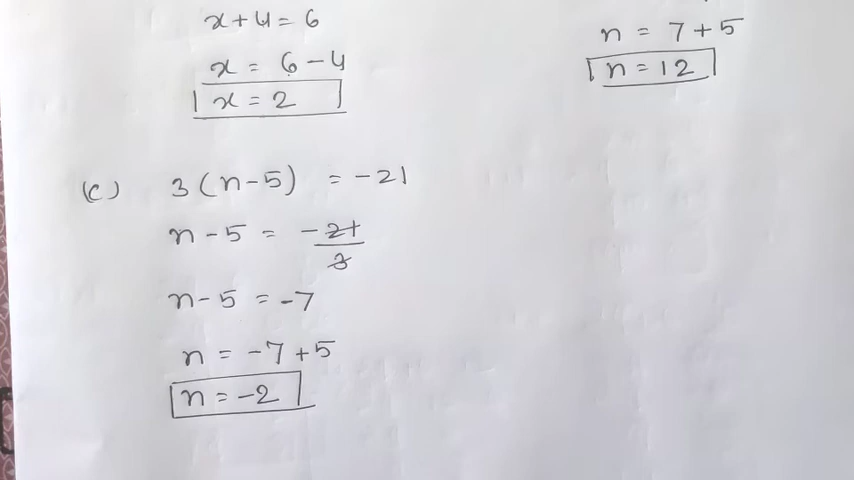 x+4=6
x = 6-4
x = 2
n = 7+5
n = 12
(c) 3(n-5) = -21
n-5 = -21/3
n-5 = -7
n = -7+5
n = -2